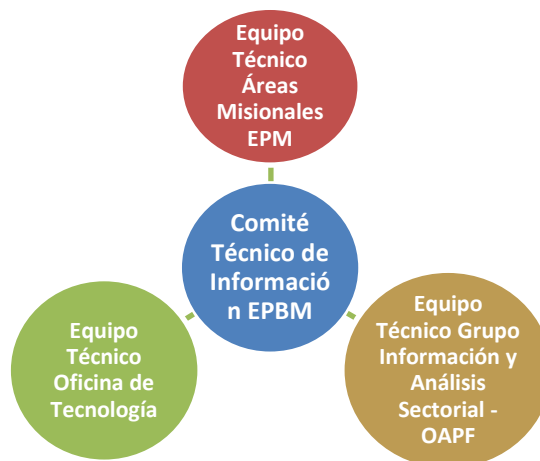 Equipo
Técnico
Áreas
Misionales
EPM
Comité
Técnico de
Informació
n EPBM
Equipo
Técnico
Oficina de
Tecnología
Equipo
Técnico Grupo
Información y
Análisis
Sectorial -
OAPF